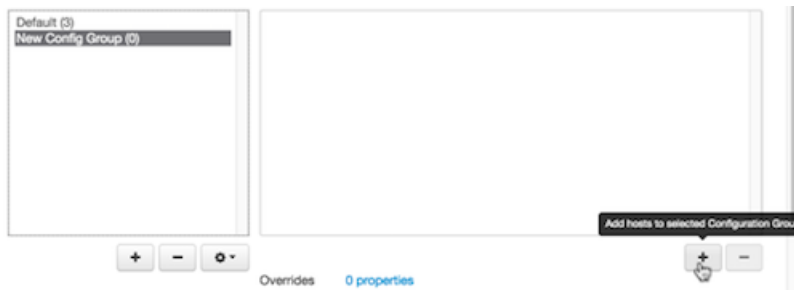 Default (3)
New Config Group (0)
Add hosts to selected Configuration Grou
+ − + −
Overrides 0 properties